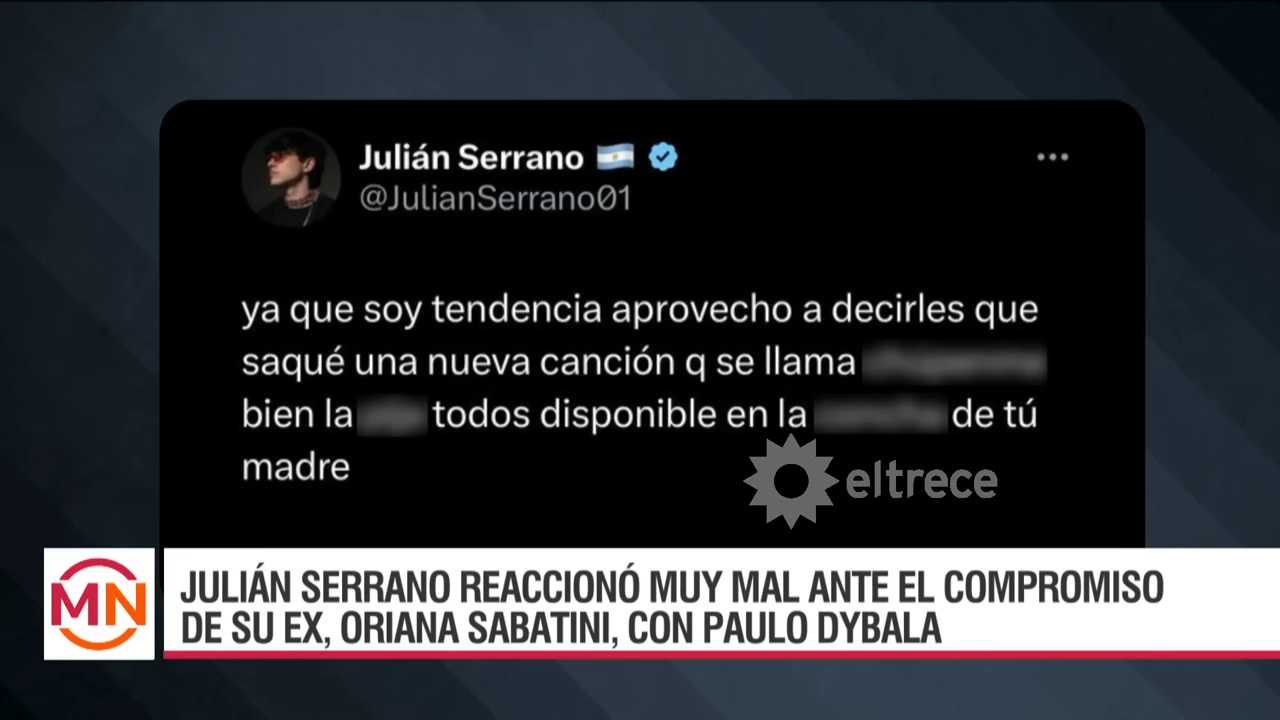 Julián Serrano
@JulianSerrano01
ya que soy tendencia aprovecho a decirles que
saqué una nueva canción q se llama
bien la todos disponible en la de tú
madre
eltrece
MN
JULIÁN SERRANO REACCIONÓ MUY MAL ANTE EL COMPROMISO
DE SU EX, ORIANA SABATINI, CON PAULO DYBALA